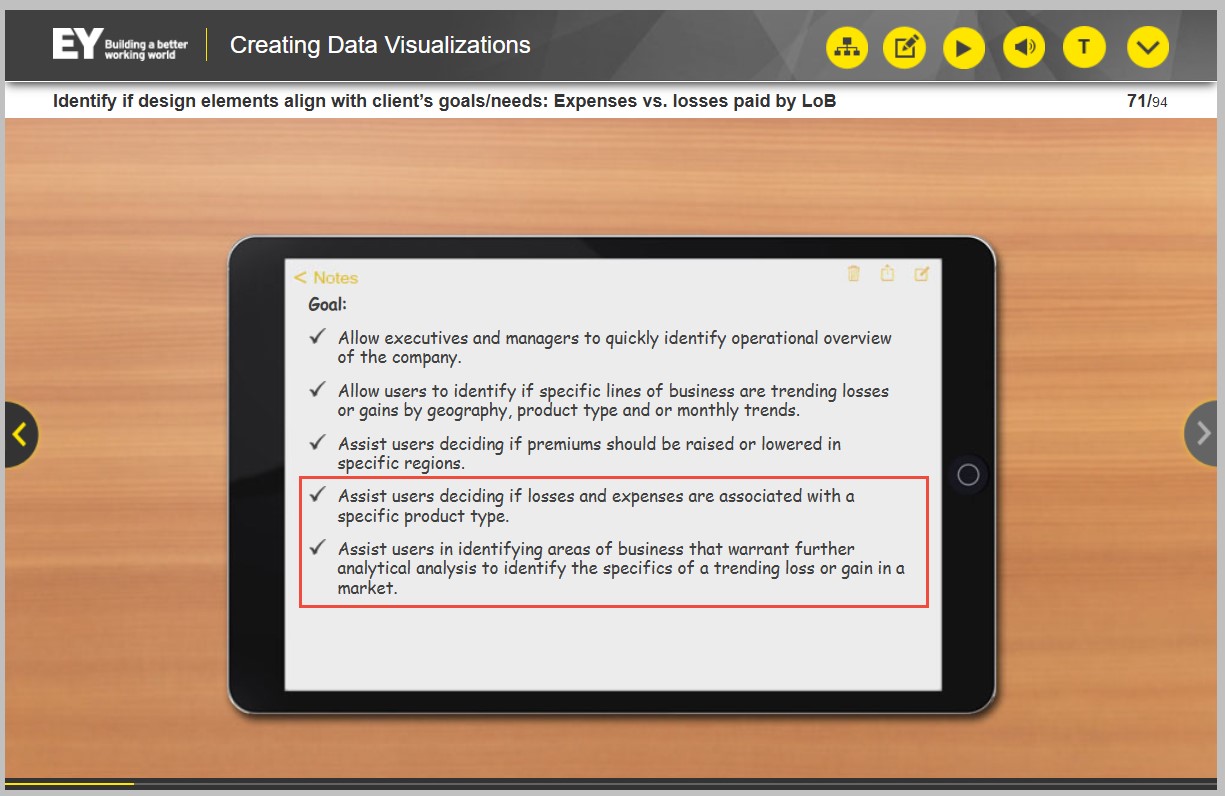 EY Building a better
working world
Creating Data Visualizations
T
Identify if design elements align with client’s goals/needs: Expenses vs. losses paid by LoB
71/94
< Notes
Goal:
✓ Allow executives and managers to quickly identify operational overview
of the company.
✓ Allow users to identify if specific lines of business are trending losses
or gains by geography, product type and or monthly trends.
✓ Assist users deciding if premiums should be raised or lowered in
specific regions.
✓ Assist users deciding if losses and expenses are associated with a
specific product type.
✓ Assist users in identifying areas of business that warrant further
analytical analysis to identify the specifics of a trending loss or gain in a
market.